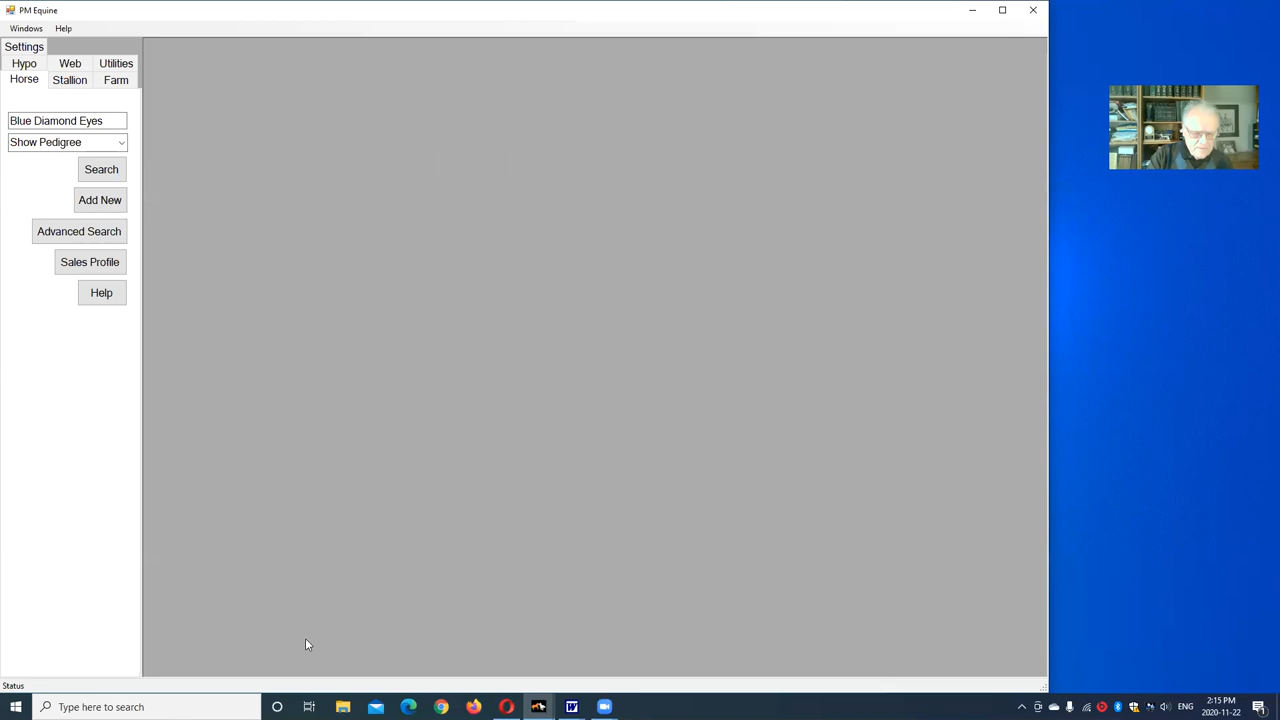 PM Equine
Windows Help
Settings
Hypo Web Utilities
Horse Stallion Farm
Blue Diamond Eyes
Show Pedigree
Search
Add New
Advanced Search
Sales Profile
Help
Status
Type here to search
ENG
2:15 PM
2020-11-22